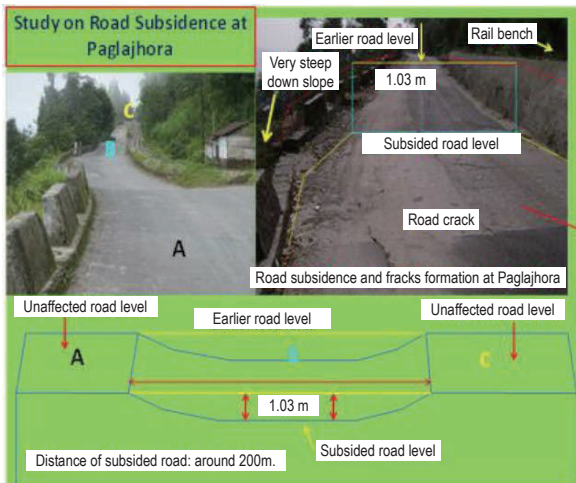 Study on Road Subsidence at
Paglajhora
C
B
A
Earlier road level
Rail bench
Very steep
down slope
1.03 m
Subsided road level
Road crack
Road subsidence and fracks formation at Paglajhora
Unaffected road level
Earlier road level
Unaffected road level
A
B
C
1.03 m
Subsided road level
Distance of subsided road: around 200m.